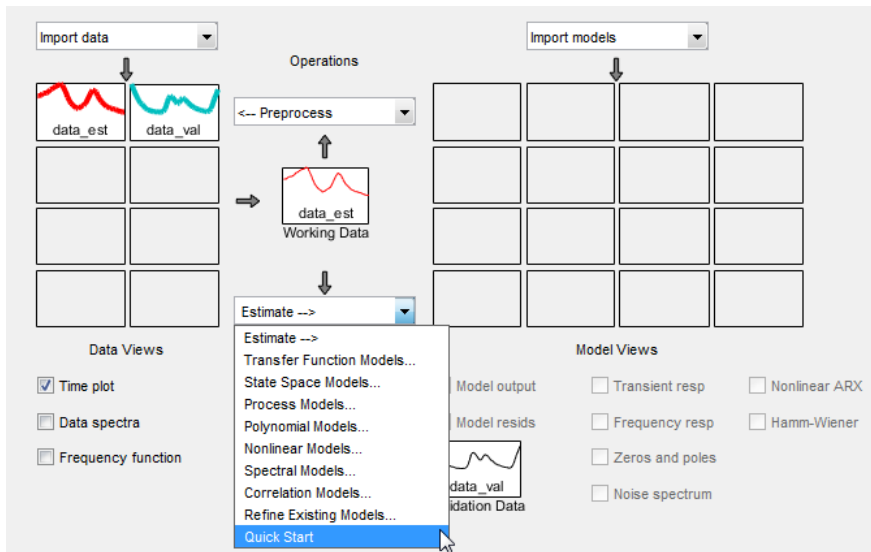 Import data
Import models
Operations
<-- Preprocess
data_est
data_val
data_est
Working Data
Estimate -->
Estimate -->
Transfer Function Models...
State Space Models...
Process Models...
Polynomial Models...
Nonlinear Models...
Spectral Models...
Correlation Models...
Refine Existing Models...
Quick Start
Data Views
Time plot
Data spectra
Frequency function
Model Views
Model output
Transient resp
Nonlinear ARX
Model resids
Frequency resp
Hamm-Wiener
Zeros and poles
Noise spectrum
data_val
idation Data